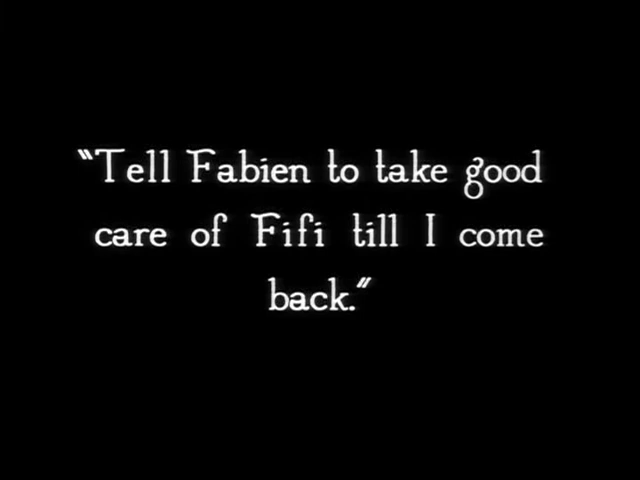 "Tell Fabien to take good
care of Fifi till I come
back."